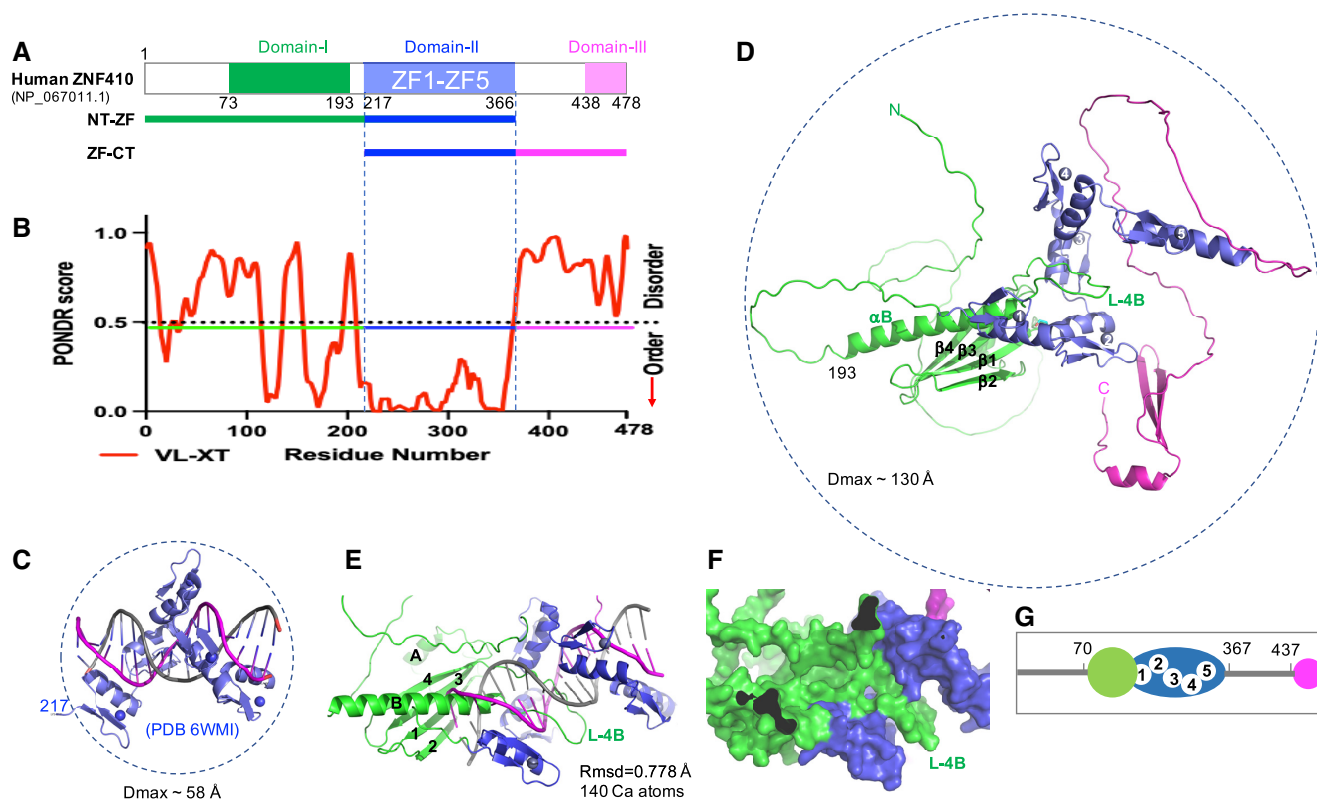 A
1
Domain-I
Domain-II
Domain-III
Human ZNF410
(NP_067011.1)
ZF1-ZF5
73
193
217
366
438
478
NT-ZF
ZF-CT
B
PONDR score
1.0
0.5
0.0
Disorder
Order
0
100
200
300
400
478
VL-XT
Residue Number
C
217
(PDB 6WMI)
Dmax ~ 58 Å
D
N
4
5
3
L-4B
αB
1
2
β4
β3
β1
β2
193
C
Dmax ~ 130 Å
E
A
4
3
B
1
2
L-4B
Rmsd=0.778 Å
140 Ca atoms
F
L-4B
G
70
367
437
1
2
3
4
5